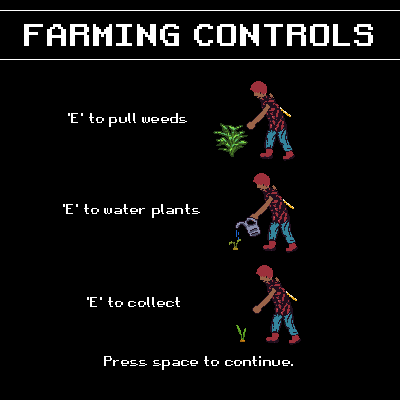 FARMING CONTROLS
'E' to pull weeds
'E' to water plants
'E' to collect
Press space to continue.